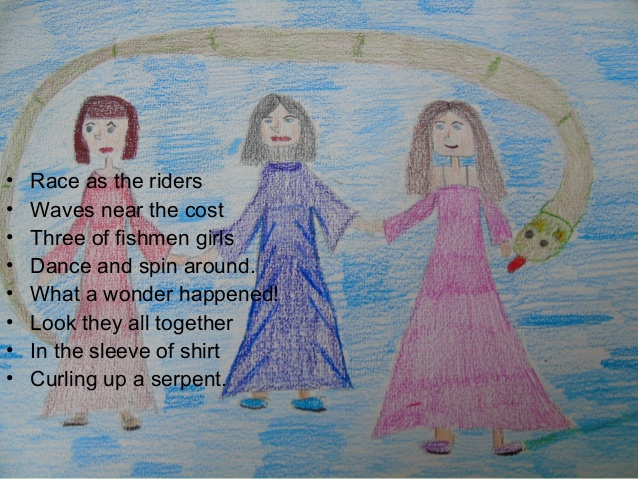 • Race as the riders
• Waves near the cost
• Three of fishmen girls
• Dance and spin around.
• What a wonder happened!
• Look they all together
• In the sleeve of shirt
• Curling up a serpent.